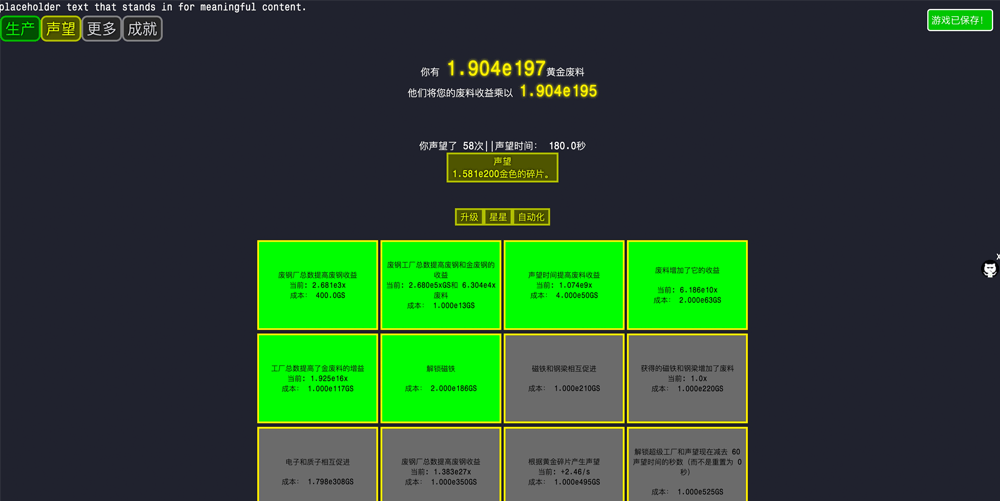 placeholder text that stands in for meaningful content.
生产 声望 更多 成就
游戏已保存！
你有 1.904e197黄金废料
他们将您的废料收益乘以 1.904e195
你声望了 58次||声望时间： 180.0秒
声望
1.581e200金色的碎片。
升级 星星 自动化
废钢厂总数提高废钢收益
当前: 2.681e3x
成本： 400.0GS
废钢工厂总数提高废钢和金废钢的
收益
当前: 2.680e5xGS和 6.304e4x
废料
成本： 1.000e13GS
声望时间提高废料收益
当前: 1.074e9x
成本： 4.000e50GS
废料增加了它的收益
当前: 6.186e10x
成本： 2.000e63GS
工厂总数提高了金废料的增益
当前: 1.925e16x
成本： 1.000e117GS
解锁磁铁
成本： 2.000e186GS
磁铁和钢梁相互促进
成本： 1.000e210GS
获得的磁铁和钢梁增加了废料
当前: 1.0x
成本： 1.000e220GS
电子和质子相互促进
成本： 1.798e308GS
废钢厂总数提高废钢收益
当前: 1.383e27x
成本： 1.000e350GS
根据黄金碎片产生声望
当前: +2.46/s
成本： 1.000e495GS
解锁超级工厂和声望现在减去 60
声望时间的秒数（而不是重置为 0
秒）
成本： 1.000e525GS